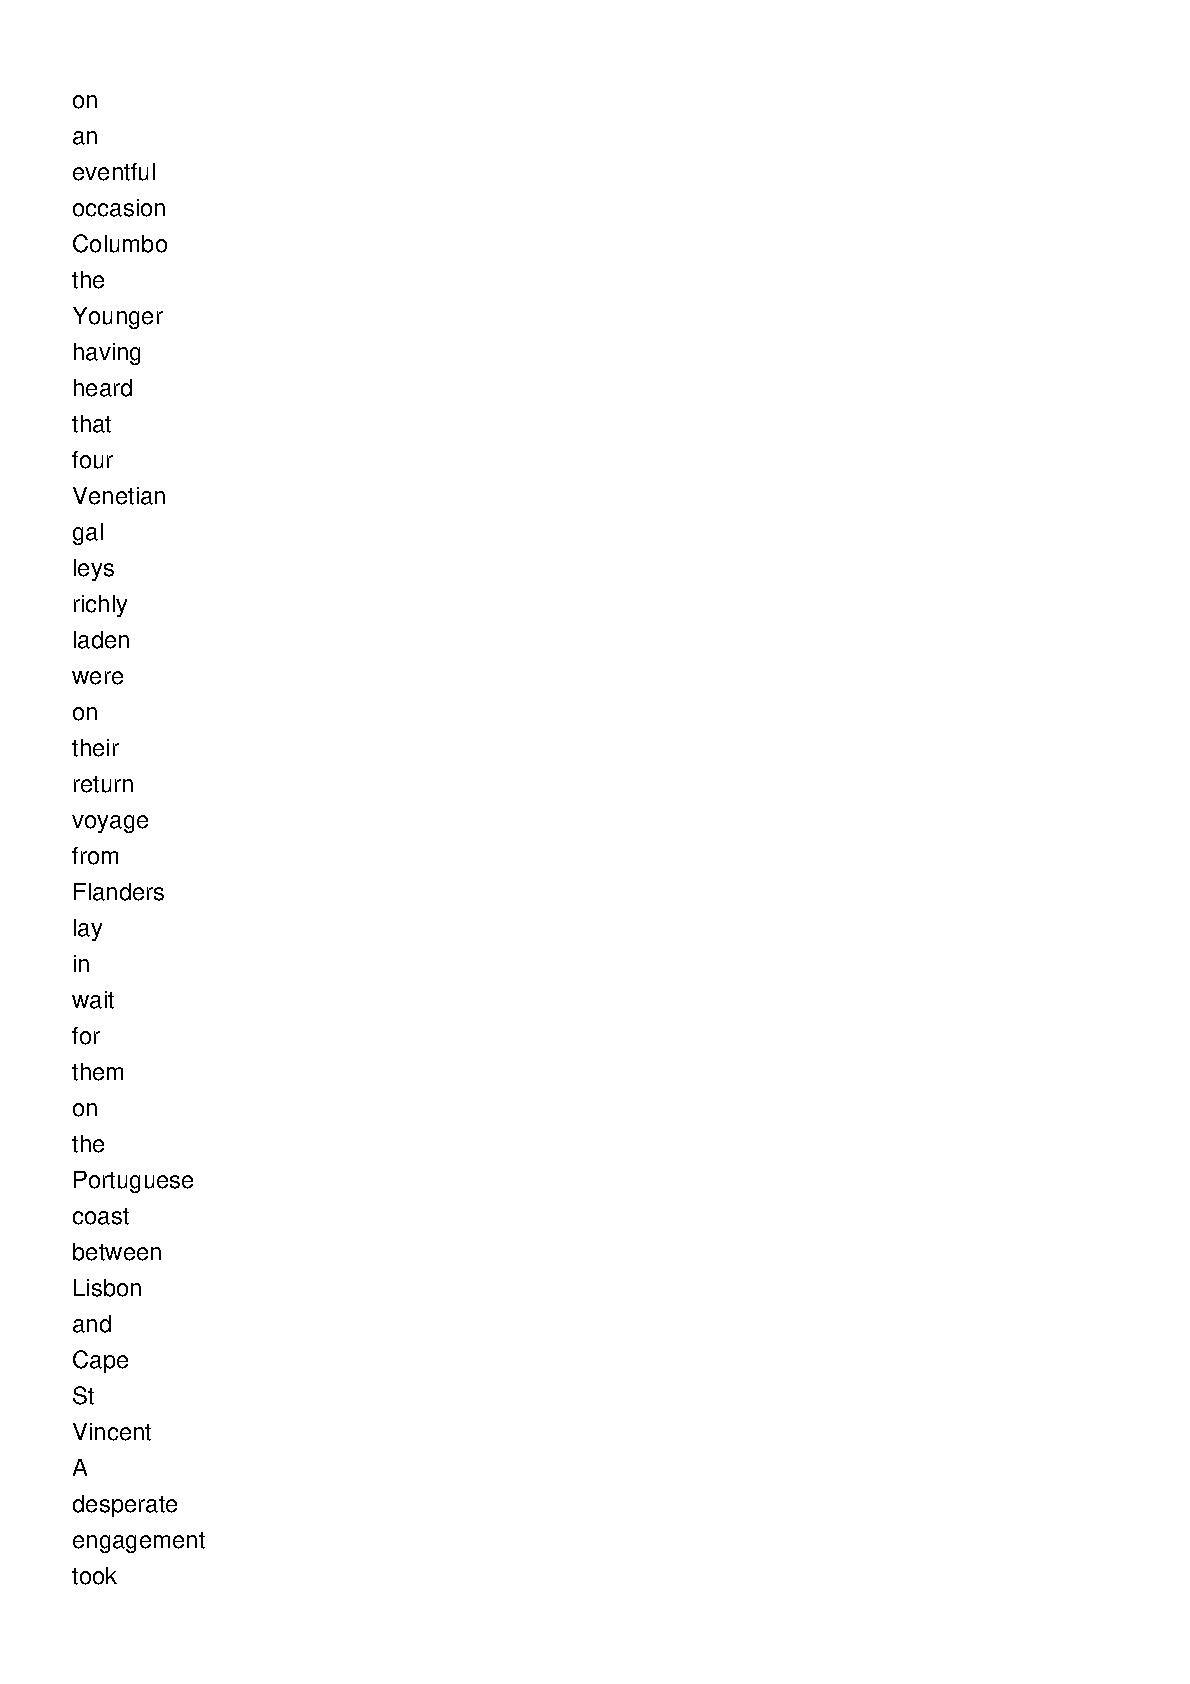 on
an
eventful
occasion
Columbo
the
Younger
having
heard
that
four
Venetian
gal
leys
richly
laden
were
on
their
return
voyage
from
Flanders
lay
in
wait
for
them
on
the
Portuguese
coast
between
Lisbon
and
Cape
St
Vincent
A
desperate
engagement
took